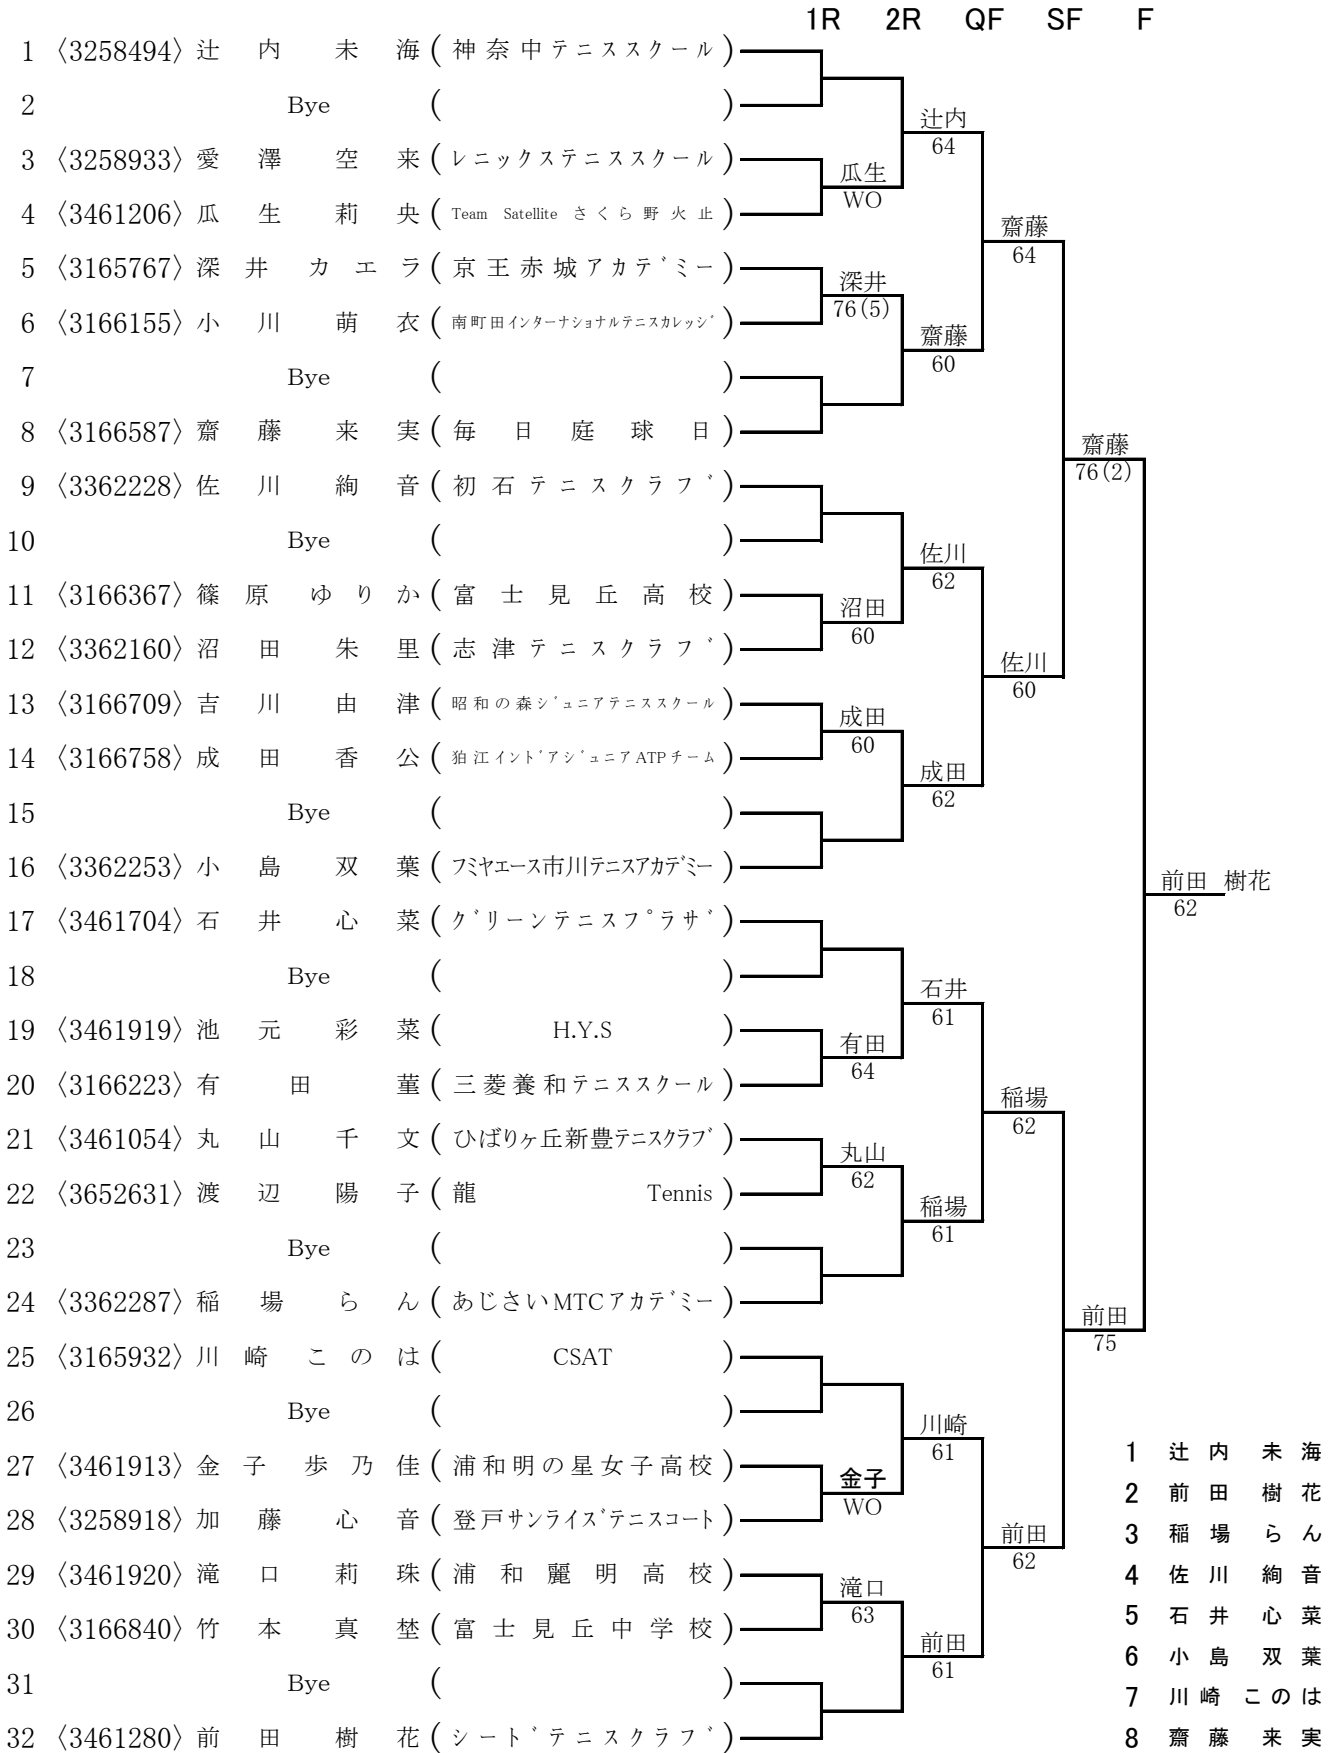 1R 2R QF SF F
1 〈3258494〉 辻内 未海 (神奈中テニススクール)
2 Bye ( )
辻内
64
3 〈3258933〉 愛澤 空来 (レニックステニススクール)
瓜生
WO
4 〈3461206〉 瓜生 莉央 (Team Satellite さくら野火止)
齋藤
64
5 〈3165767〉 深井 カエラ (京王赤城アカデミー)
深井
76(5)
6 〈3166155〉 小川 萌衣 (南町田インターナショナルテニスカレッジ)
齋藤
60
7 Bye ( )
8 〈3166587〉 齋藤 来実 (毎日庭球日)
齋藤
76(2)
9 〈3362228〉 佐川 絢音 (初石テニスクラブ)
10 Bye ( )
佐川
62
11 〈3166367〉 篠原 ゆりか (富士見丘高校)
沼田
60
12 〈3362160〉 沼田 朱里 (志津テニスクラブ)
佐川
60
13 〈3166709〉 吉川 由津 (昭和の森ジュニアテニススクール)
成田
60
14 〈3166758〉 成田 香公 (狛江インドアジュニアATPチーム)
成田
62
15 Bye ( )
16 〈3362253〉 小島 双葉 (フミヤエース市川テニスアカデミー)
前田 樹花
62
17 〈3461704〉 石井 心菜 (グリーンテニスプラザ)
18 Bye ( )
石井
61
19 〈3461919〉 池元 彩菜 (H.Y.S)
有田
64
20 〈3166223〉 有田 菫 (三菱養和テニススクール)
稲場
62
21 〈3461054〉 丸山 千文 (ひばりヶ丘新豊テニスクラブ)
丸山
62
22 〈3652631〉 渡辺 陽子 (龍 Tennis)
稲場
61
23 Bye ( )
24 〈3362287〉 稲場 らん (あじさいMTCアカデミー)
前田
75
25 〈3165932〉 川崎 このは (CSAT)
26 Bye ( )
川崎
61
27 〈3461913〉 金子 歩乃佳 (浦和明の星女子高校)
金子
WO
28 〈3258918〉 加藤 心音 (登戸サンライズテニスコート)
前田
62
29 〈3461920〉 滝口 莉珠 (浦和麗明高校)
滝口
63
30 〈3166840〉 竹本 真埜 (富士見丘中学校)
前田
61
31 Bye ( )
32 〈3461280〉 前田 樹花 (シードテニスクラブ)
1 辻内 未海
2 前田 樹花
3 稲場 らん
4 佐川 絢音
5 石井 心菜
6 小島 双葉
7 川崎 このは
8 齋藤 来実